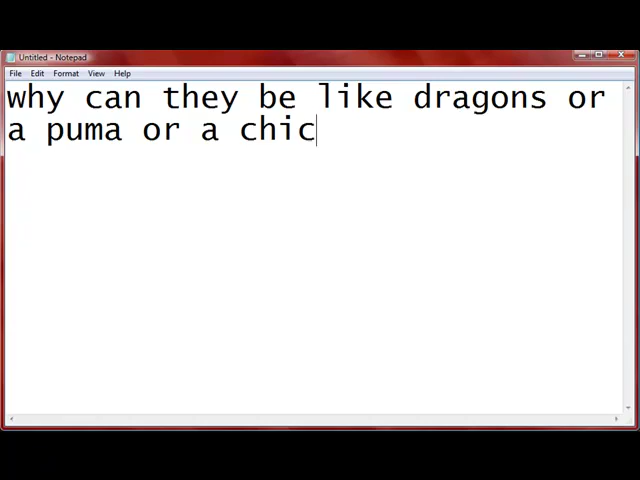 Untitled - Notepad
File Edit Format View Help
why can they be like dragons or
a puma or a chic